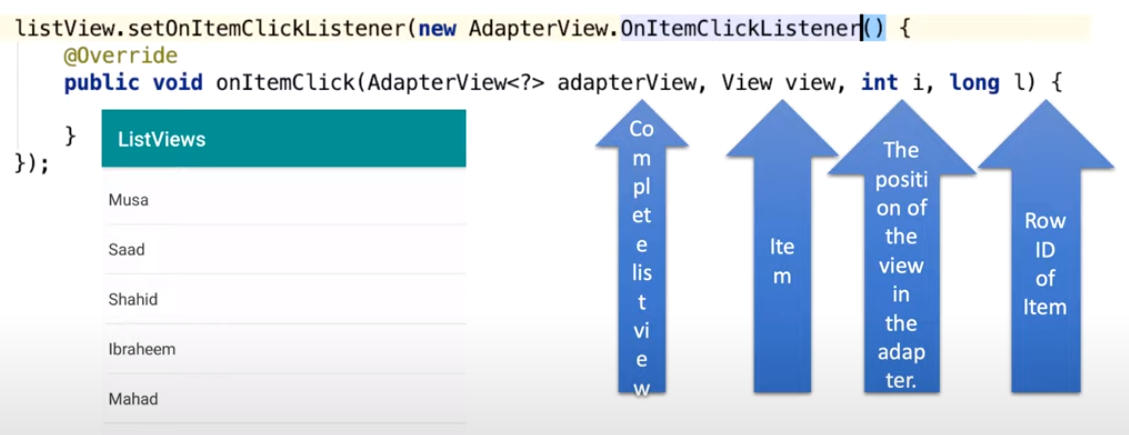 listView.setOnItemClickListener(new AdapterView.OnItemClickListener() {
@Override
public void onItemClick(AdapterView<?> adapterView, View view, int i, long l) {
}
});
ListViews
Musa
Saad
Shahid
Ibraheem
Mahad
Co
m
pl
et
e
lis
t
vi
e
w
Ite
m
The
positi
on of
the
view
in
the
adap
ter.
Row
ID
of
Item